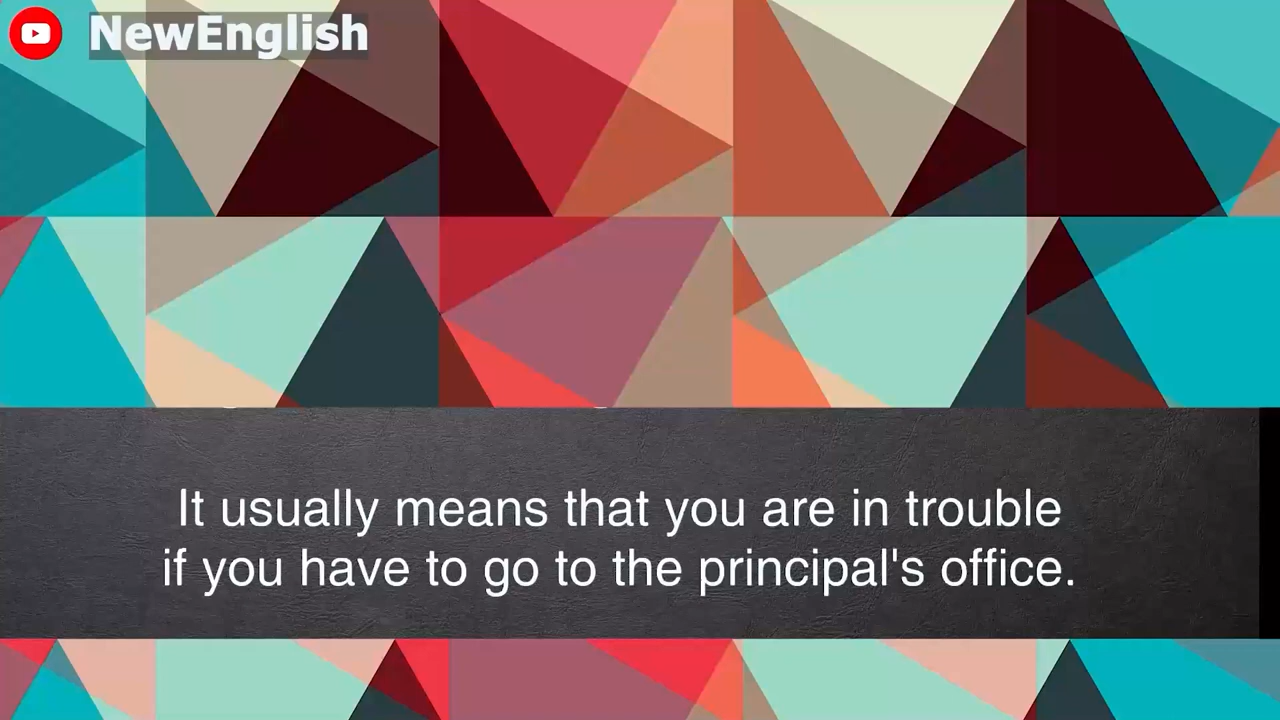 NewEnglish
It usually means that you are in trouble
if you have to go to the principal's office.